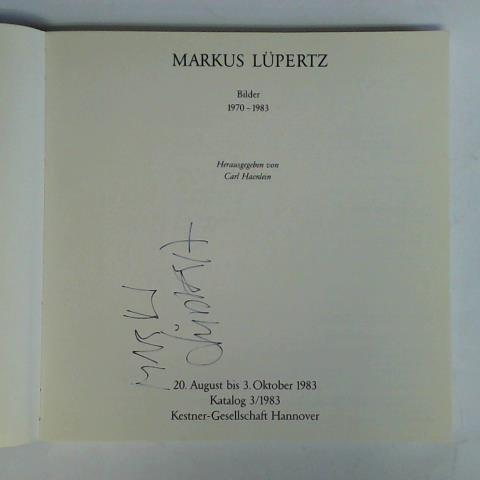 MARKUS LÜPERTZ
Bilder
1970 – 1983
Herausgegeben von
Carl Haenlein
20. August bis 3. Oktober 1983
Katalog 3/1983
Kestner-Gesellschaft Hannover